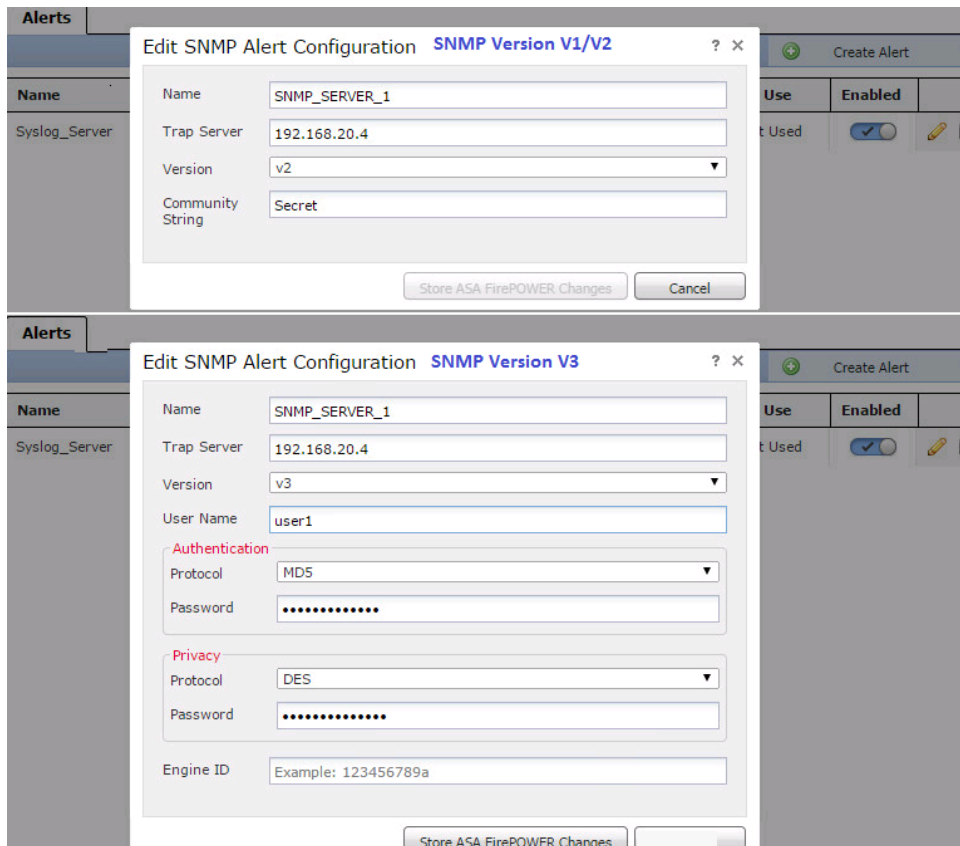 Alerts
Edit SNMP Alert Configuration SNMP Version V1/V2 ? ×
Create Alert
Name Use Enabled
Name SNMP_SERVER_1
Syslog_Server Trap Server 192.168.20.4 t Used
Version v2
Community String Secret
Store ASA FirePOWER Changes Cancel
Alerts
Edit SNMP Alert Configuration SNMP Version V3 ? ×
Create Alert
Name Use Enabled
Name SNMP_SERVER_1
Syslog_Server Trap Server 192.168.20.4 t Used
Version v3
User Name user1
Authentication
Protocol MD5
Password •••••••••••••
Privacy
Protocol DES
Password ••••••••••••••
Engine ID Example: 123456789a
Store ASA FirePOWER Changes